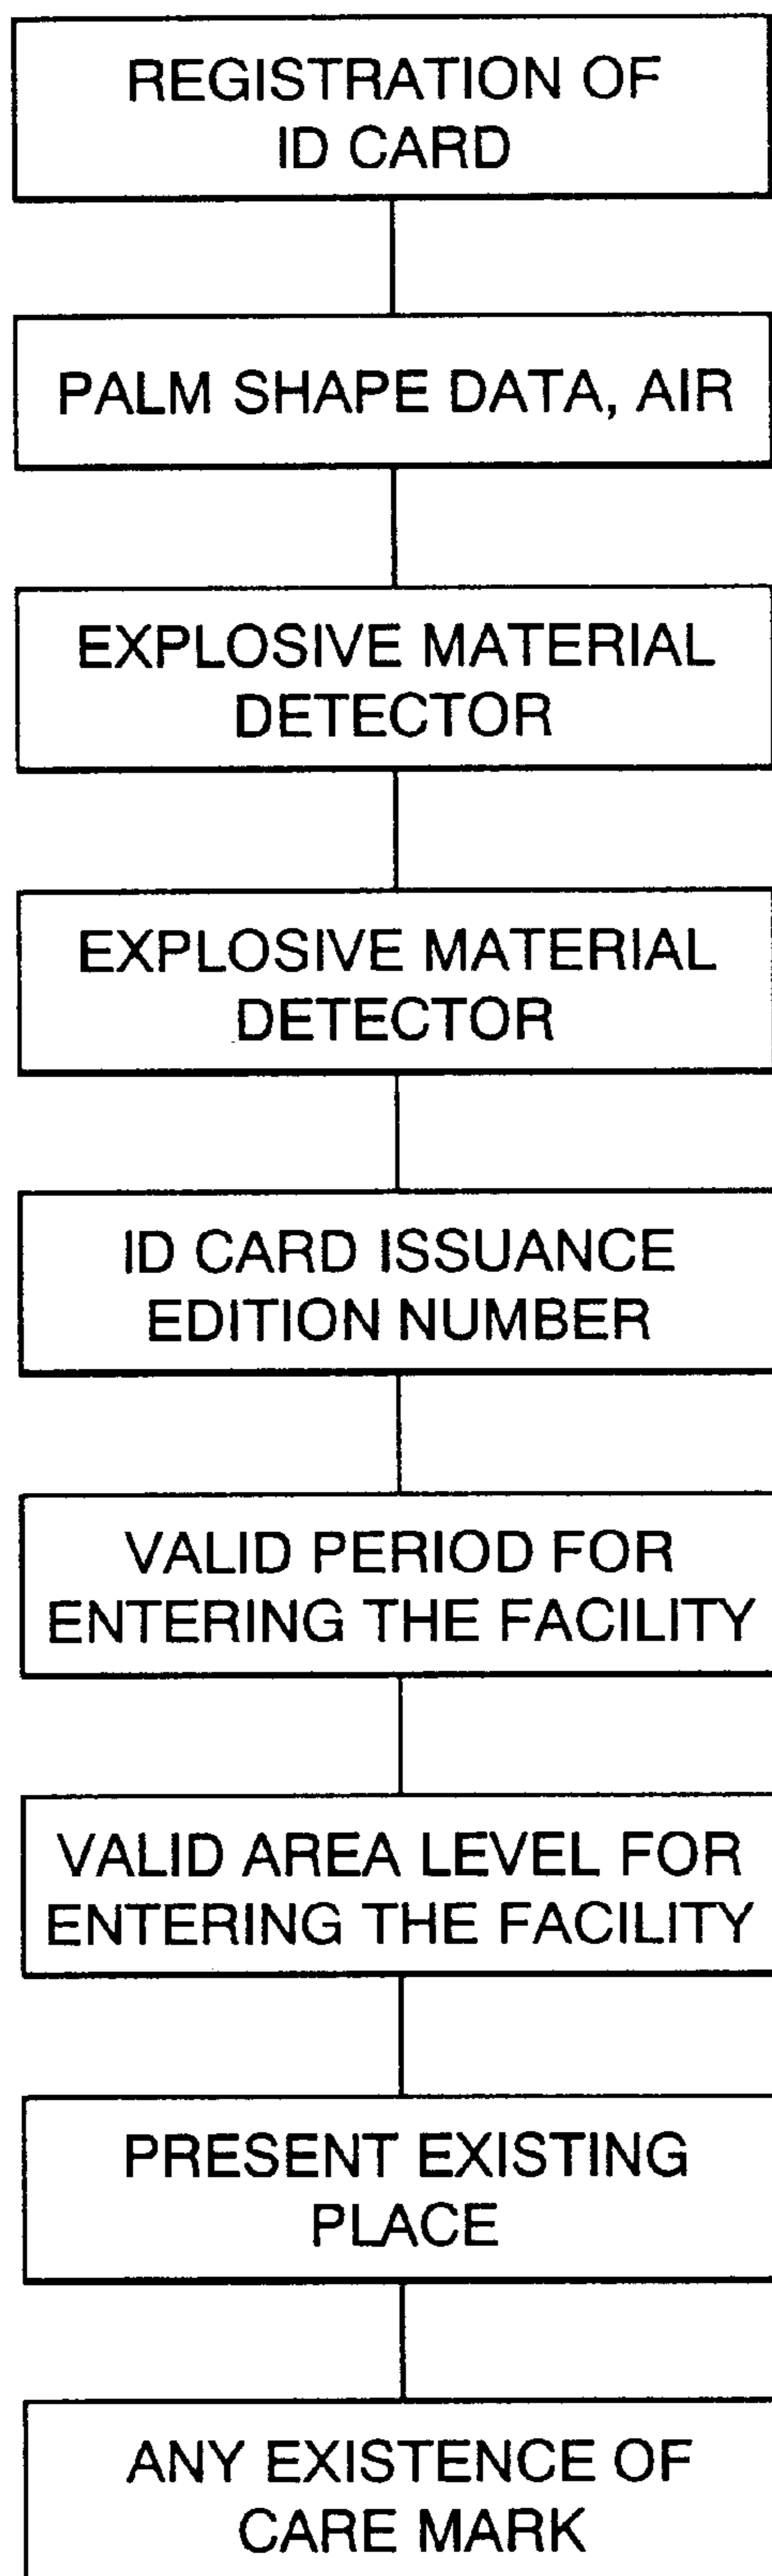 REGISTRATION OF
ID CARD
PALM SHAPE DATA, AIR
EXPLOSIVE MATERIAL
DETECTOR
EXPLOSIVE MATERIAL
DETECTOR
ID CARD ISSUANCE
EDITION NUMBER
VALID PERIOD FOR
ENTERING THE FACILITY
VALID AREA LEVEL FOR
ENTERING THE FACILITY
PRESENT EXISTING
PLACE
ANY EXISTENCE OF
CARE MARK